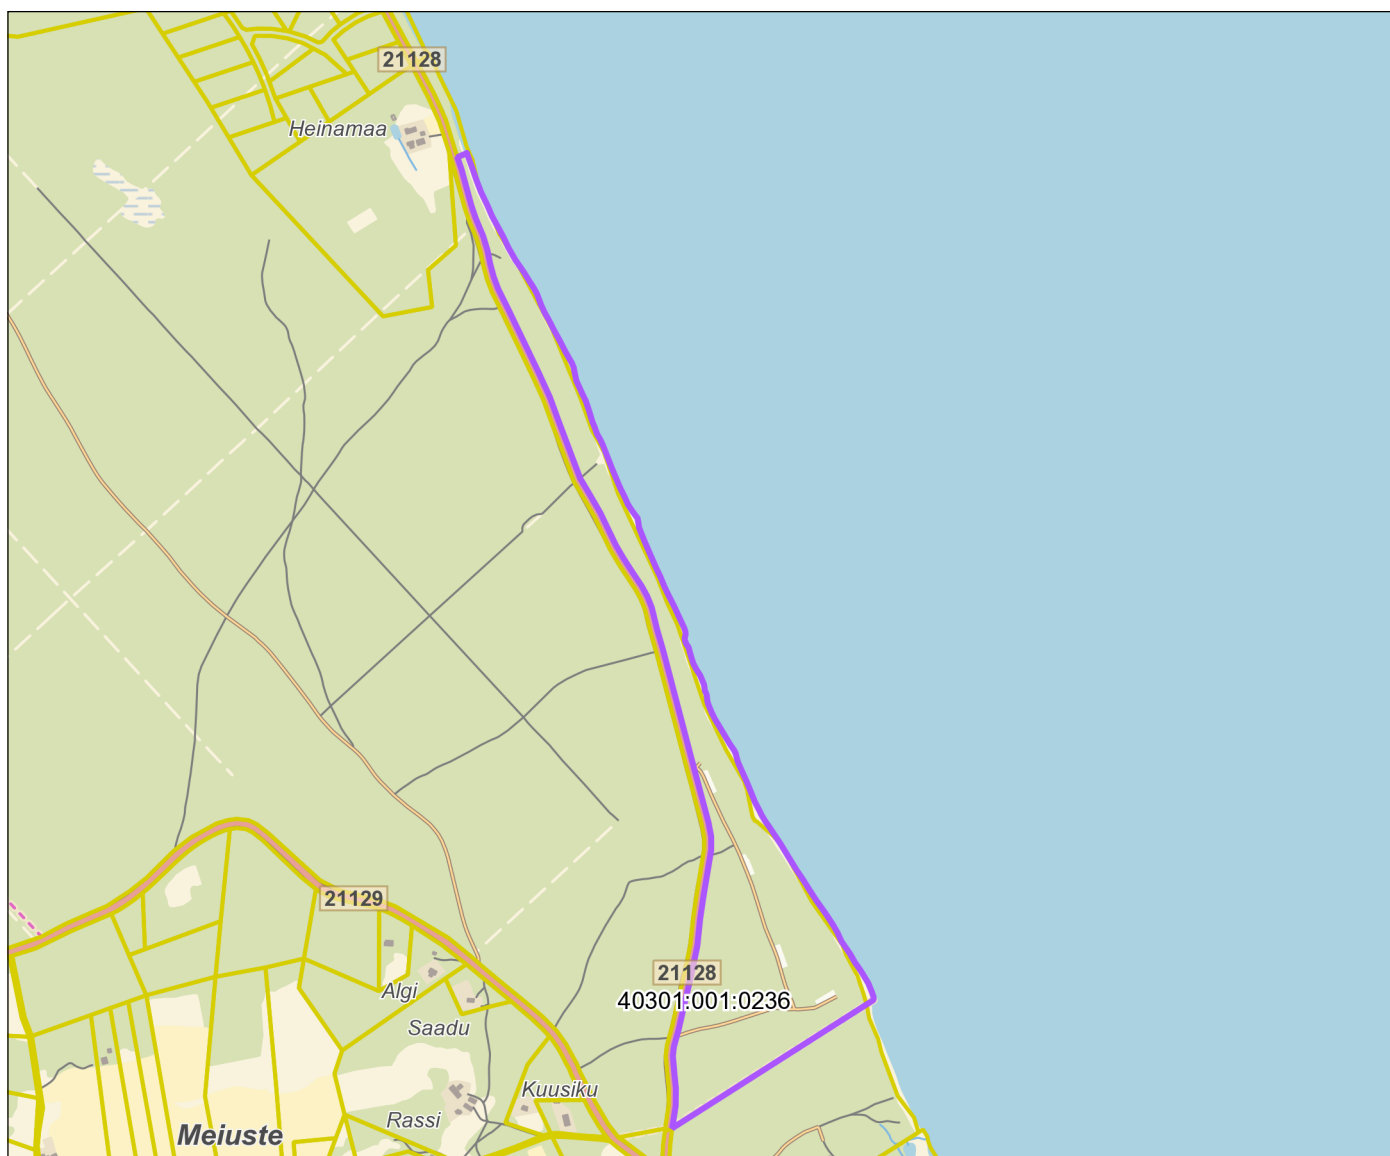 21128
Heinamaa
21129
21128
40301:001:0236
Algi
Saadu
Kuusiku
Rassi
Meiuste